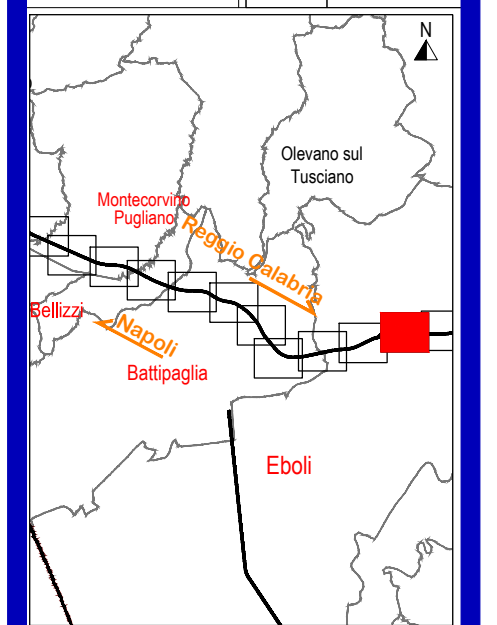 N
Olevano sul
Tusciano
Montecorvino
Pugliano
Reggio Calabria
Bellizzi
Napoli
Battipaglia
Eboli